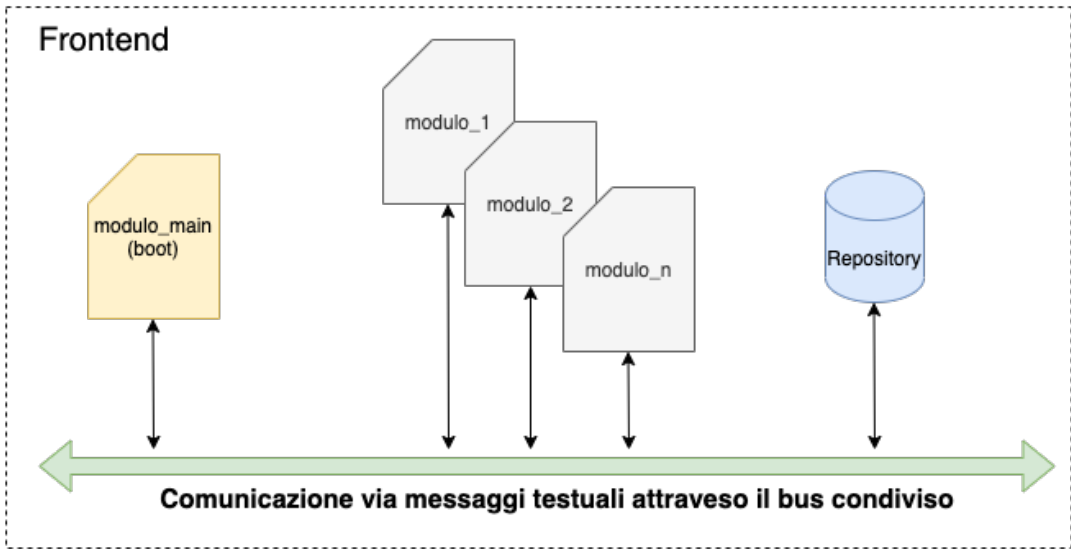 Frontend
modulo_1
modulo_2
modulo_n
modulo_main
(boot)
Repository
Comunicazione via messaggi testuali attraveso il bus condiviso